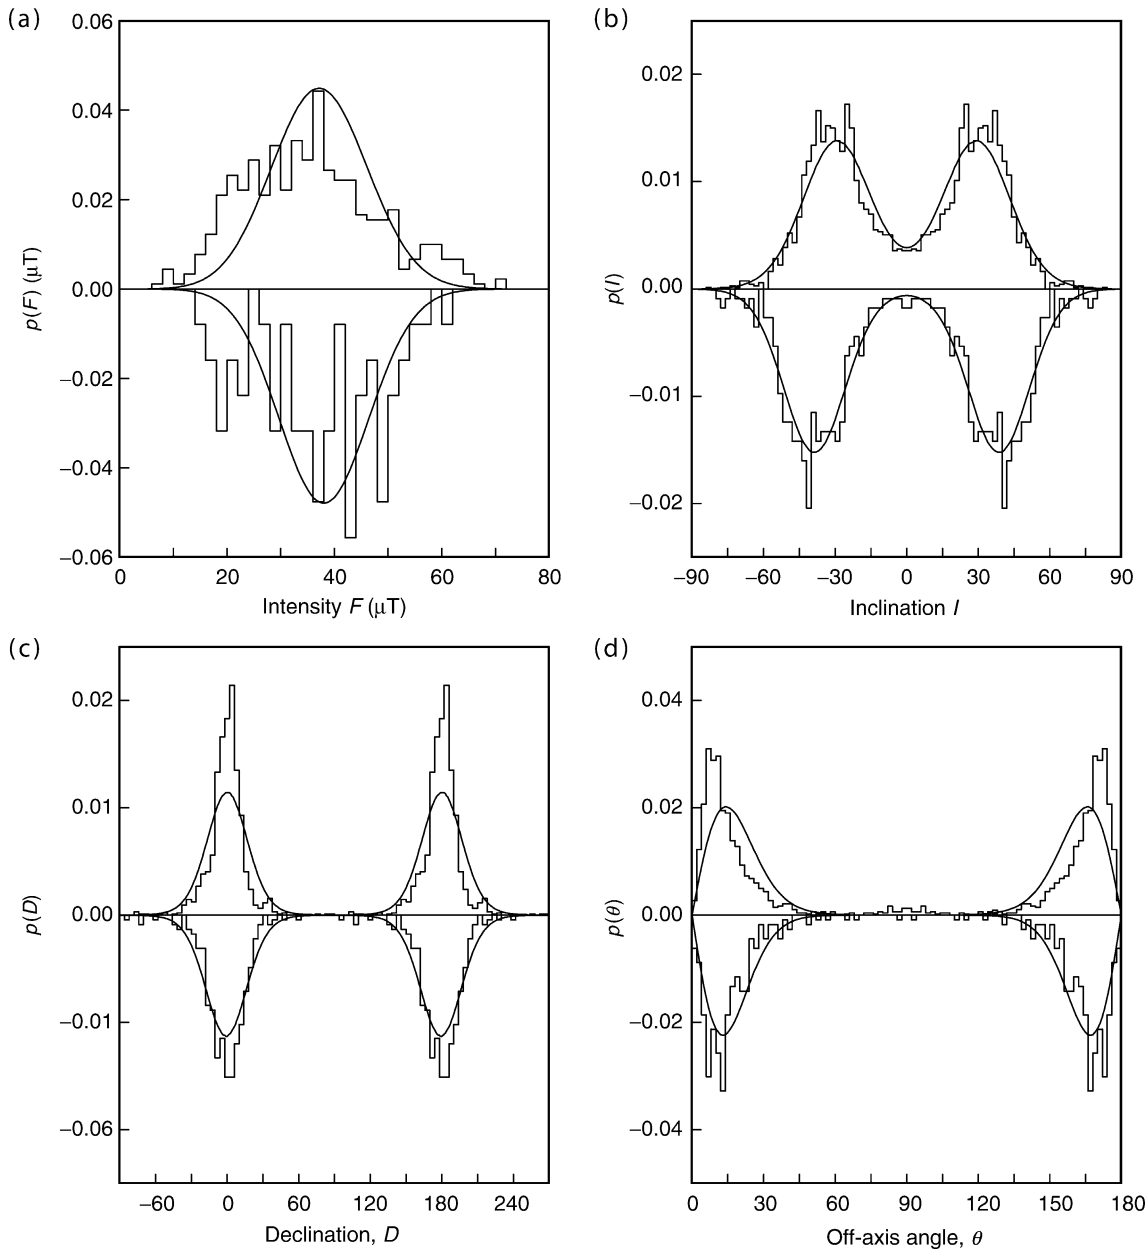 (a)
0.06
0.04
0.02
0.00
−0.02
−0.04
−0.06
p(F) (μT)
0 20 40 60 80
Intensity F (μT)
(b)
0.02
0.01
0.00
−0.01
−0.02
p(I)
−90 −60 −30 0 30 60 90
Inclination I
(c)
0.02
0.01
0.00
−0.01
−0.06
p(D)
−60 0 60 120 180 240
Declination, D
(d)
0.04
0.02
0.00
−0.02
−0.04
p(θ)
0 30 60 90 120 150 180
Off-axis angle, θ